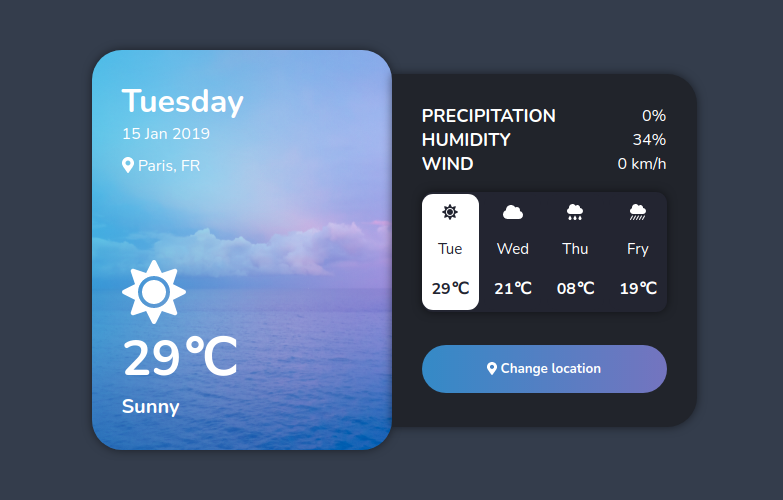 Tuesday
15 Jan 2019
Paris, FR
29°C
Sunny
PRECIPITATION 0%
HUMIDITY 34%
WIND 0 km/h
Tue Wed Thu Fry
29°C 21°C 08°C 19°C
Change location